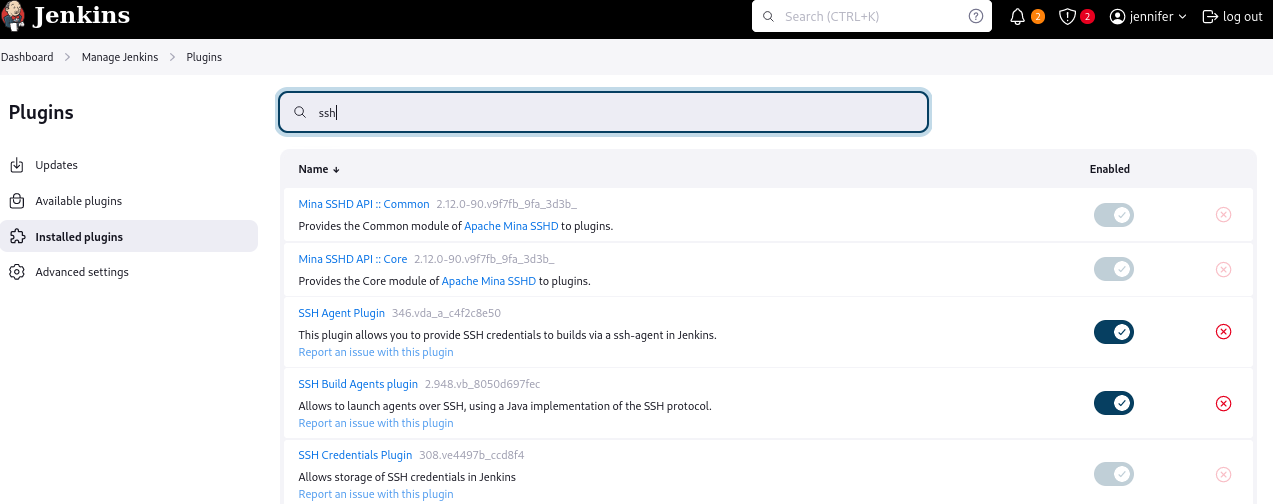 Jenkins
Search (CTRL+K)
2
2
jennifer
log out
Dashboard
Manage Jenkins
Plugins
Plugins
ssh
Updates
Available plugins
Installed plugins
Advanced settings
Name ↓
Enabled
Mina SSHD API :: Common 2.12.0-90.v9f7fb_9fa_3d3b_
Provides the Common module of Apache Mina SSHD to plugins.
Mina SSHD API :: Core 2.12.0-90.v9f7fb_9fa_3d3b_
Provides the Core module of Apache Mina SSHD to plugins.
SSH Agent Plugin 346.vda_a_c4f2c8e50
This plugin allows you to provide SSH credentials to builds via a ssh-agent in Jenkins.
Report an issue with this plugin
SSH Build Agents plugin 2.948.vb_8050d697fec
Allows to launch agents over SSH, using a Java implementation of the SSH protocol.
Report an issue with this plugin
SSH Credentials Plugin 308.ve4497b_ccd8f4
Allows storage of SSH credentials in Jenkins
Report an issue with this plugin